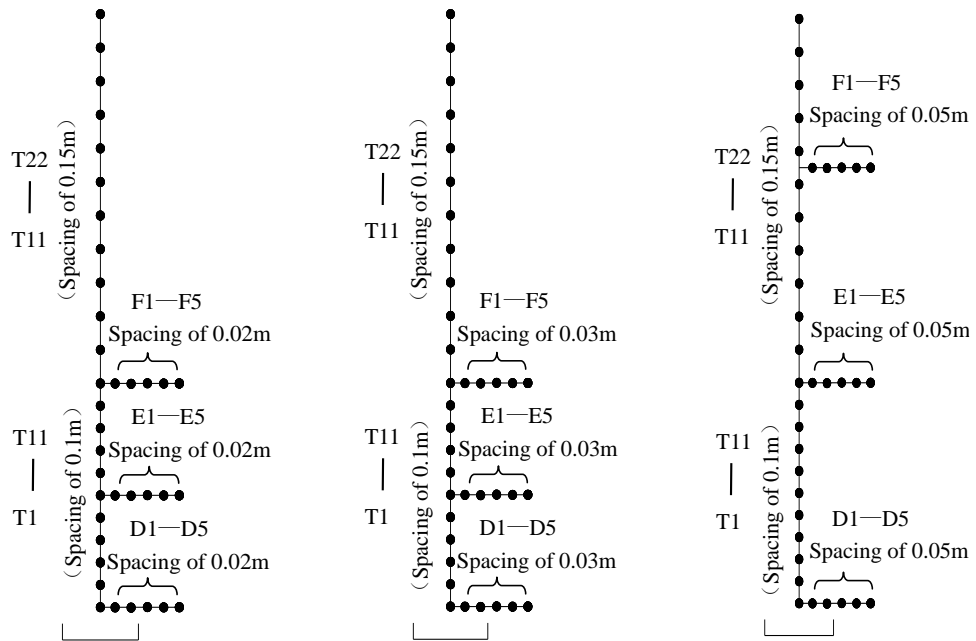 T22
T11
（Spacing of 0.15m）
F1—F5
Spacing of 0.02m
E1—E5
Spacing of 0.02m
T11
T1
（Spacing of 0.1m）
D1—D5
Spacing of 0.02m
T22
T11
（Spacing of 0.15m）
F1—F5
Spacing of 0.03m
E1—E5
Spacing of 0.03m
T11
T1
（Spacing of 0.1m）
D1—D5
Spacing of 0.03m
F1—F5
Spacing of 0.05m
T22
T11
（Spacing of 0.15m）
E1—E5
Spacing of 0.05m
T11
T1
（Spacing of 0.1m）
D1—D5
Spacing of 0.05m